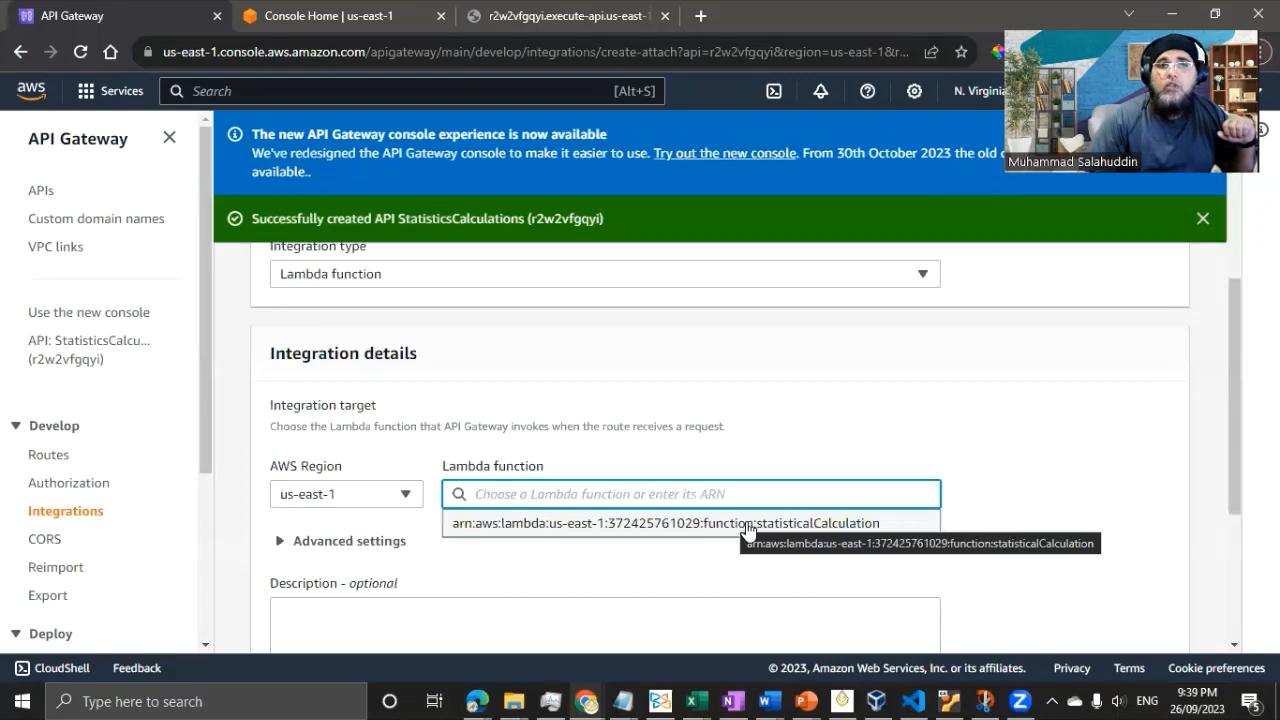 API Gateway
Console Home | us-east-1
r2w2vfgqyi.execute-api.us-east-
us-east-1.console.aws.amazon.com/apigateway/main/develop/integrations/create-attach?api=r2w2vfgqyi&region=us-east-1&r...
aws
Services
Search
[Alt+S]
N. Virginia
Muhammad Salahuddin
API Gateway
APIs
Custom domain names
VPC links
Use the new console
API: StatisticsCalcu...
(r2w2vfgqyi)
Develop
Routes
Authorization
Integrations
CORS
Reimport
Export
Deploy
The new API Gateway console experience is now available
We've redesigned the API Gateway console to make it easier to use. Try out the new console. From 30th October 2023 the old
available..
Successfully created API StatisticsCalculations (r2w2vfgqyi)
Integration type
Lambda function
Integration details
Integration target
Choose the Lambda function that API Gateway invokes when the route receives a request.
AWS Region
Lambda function
us-east-1
Choose a Lambda function or enter its ARN
arn:aws:lambda:us-east-1:372425761029:function:statisticalCalculation
arn:aws:lambda:us-east-1:372425761029:function:statisticalCalculation
Advanced settings
Description - optional
CloudShell
Feedback
© 2023, Amazon Web Services, Inc. or its affiliates.
Privacy
Terms
Cookie preferences
Type here to search
ENG
9:39 PM
26/09/2023
5